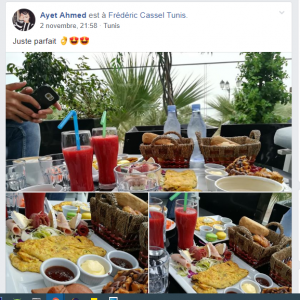 Ayet Ahmed est à Frédéric Cassel Tunis.
2 novembre, 21:58 · Tunis
Juste parfait 👌😍😍